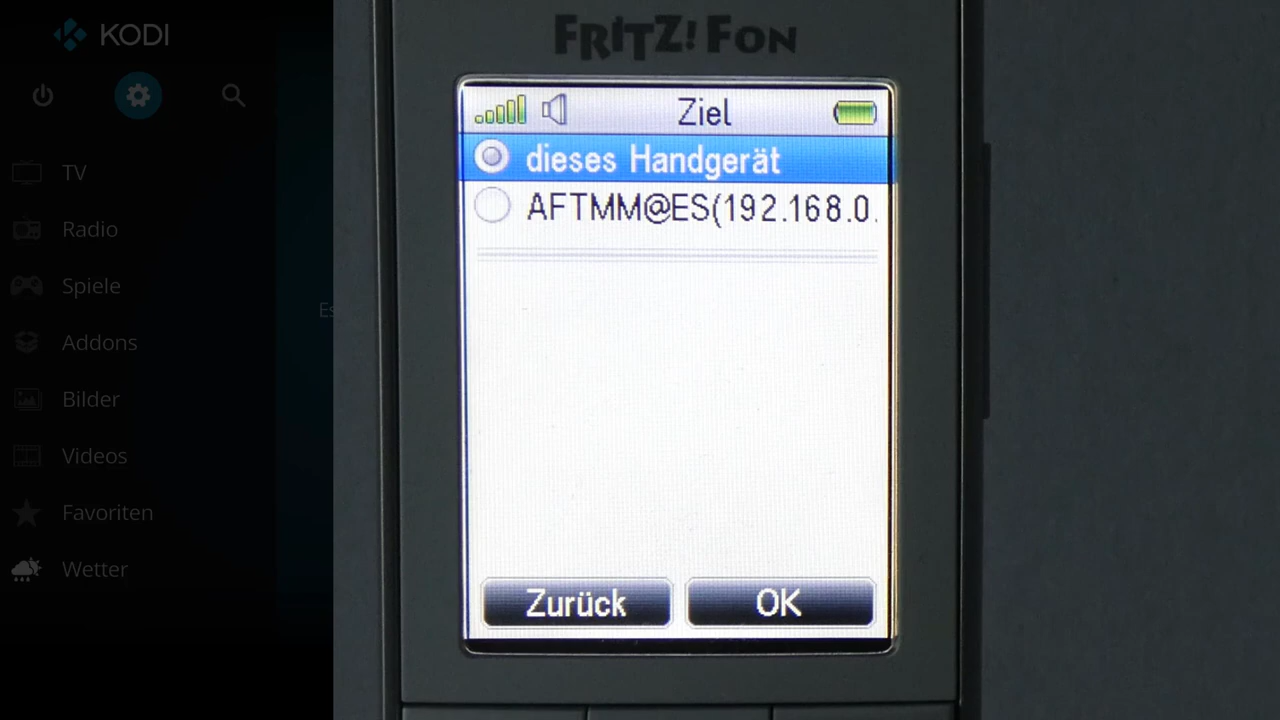 KODI
TV
Radio
Spiele
Addons
Bilder
Videos
Favoriten
Wetter
Es
FRITZ! FON
Ziel
dieses Handgerät
AFTMM@ES(192.168.0.
Zurück
OK